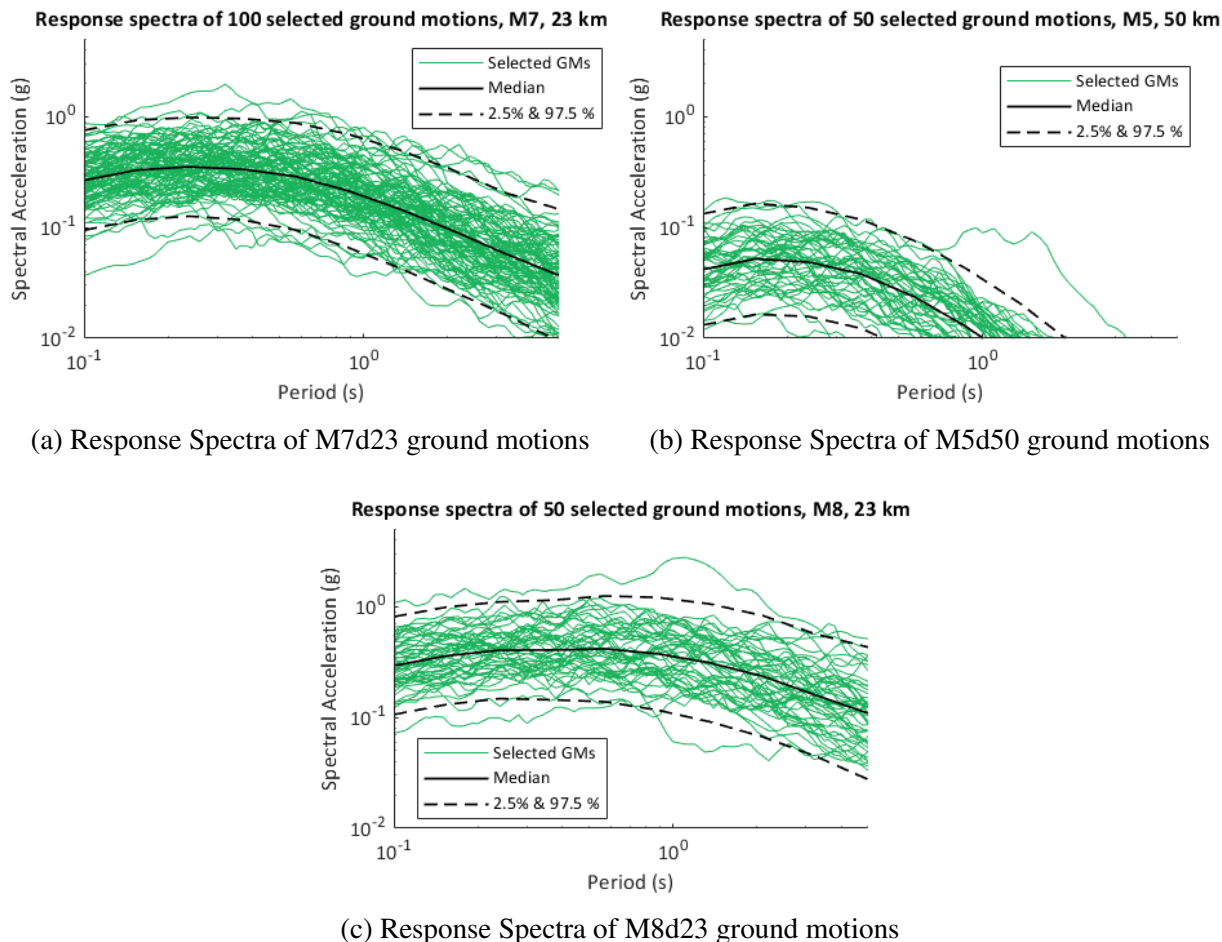 Response spectra of 100 selected ground motions, M7, 23 km
Spectral Acceleration (g)
10^0
10^-1
10^-2
10^-1
10^0
Period (s)
Selected GMs
Median
2.5% & 97.5 %
(a) Response Spectra of M7d23 ground motions
Response spectra of 50 selected ground motions, M5, 50 km
Spectral Acceleration (g)
10^0
10^-1
10^-2
10^-1
10^0
Period (s)
Selected GMs
Median
2.5% & 97.5 %
(b) Response Spectra of M5d50 ground motions
Response spectra of 50 selected ground motions, M8, 23 km
Spectral Acceleration (g)
10^0
10^-1
10^-2
10^-1
10^0
Period (s)
Selected GMs
Median
2.5% & 97.5 %
(c) Response Spectra of M8d23 ground motions